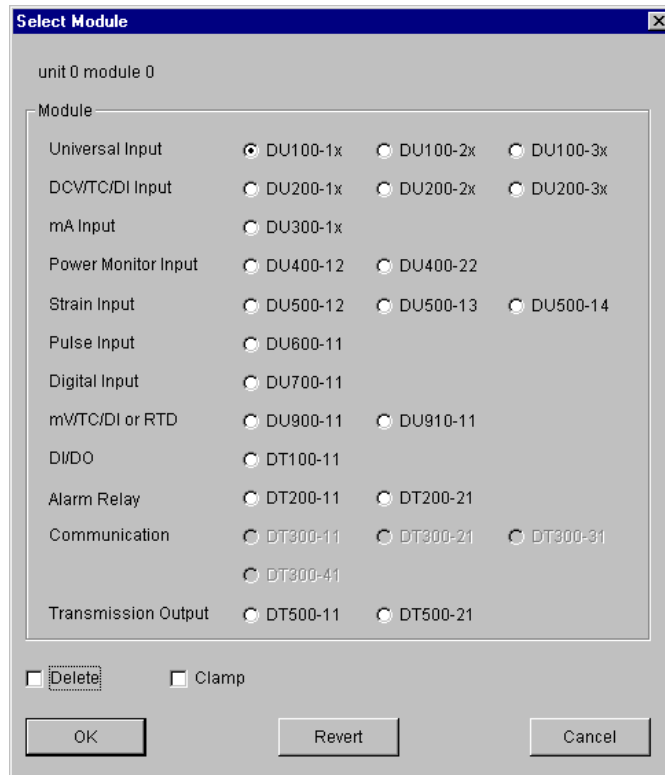 Select Module
unit 0 module 0
Module
Universal Input DU100-1x DU100-2x DU100-3x
DCV/TC/DI Input DU200-1x DU200-2x DU200-3x
mA Input DU300-1x
Power Monitor Input DU400-12 DU400-22
Strain Input DU500-12 DU500-13 DU500-14
Pulse Input DU600-11
Digital Input DU700-11
mV/TC/DI or RTD DU900-11 DU910-11
DI/DO DT100-11
Alarm Relay DT200-11 DT200-21
Communication DT300-11 DT300-21 DT300-31
DT300-41
Transmission Output DT500-11 DT500-21
Delete Clamp
OK Revert Cancel